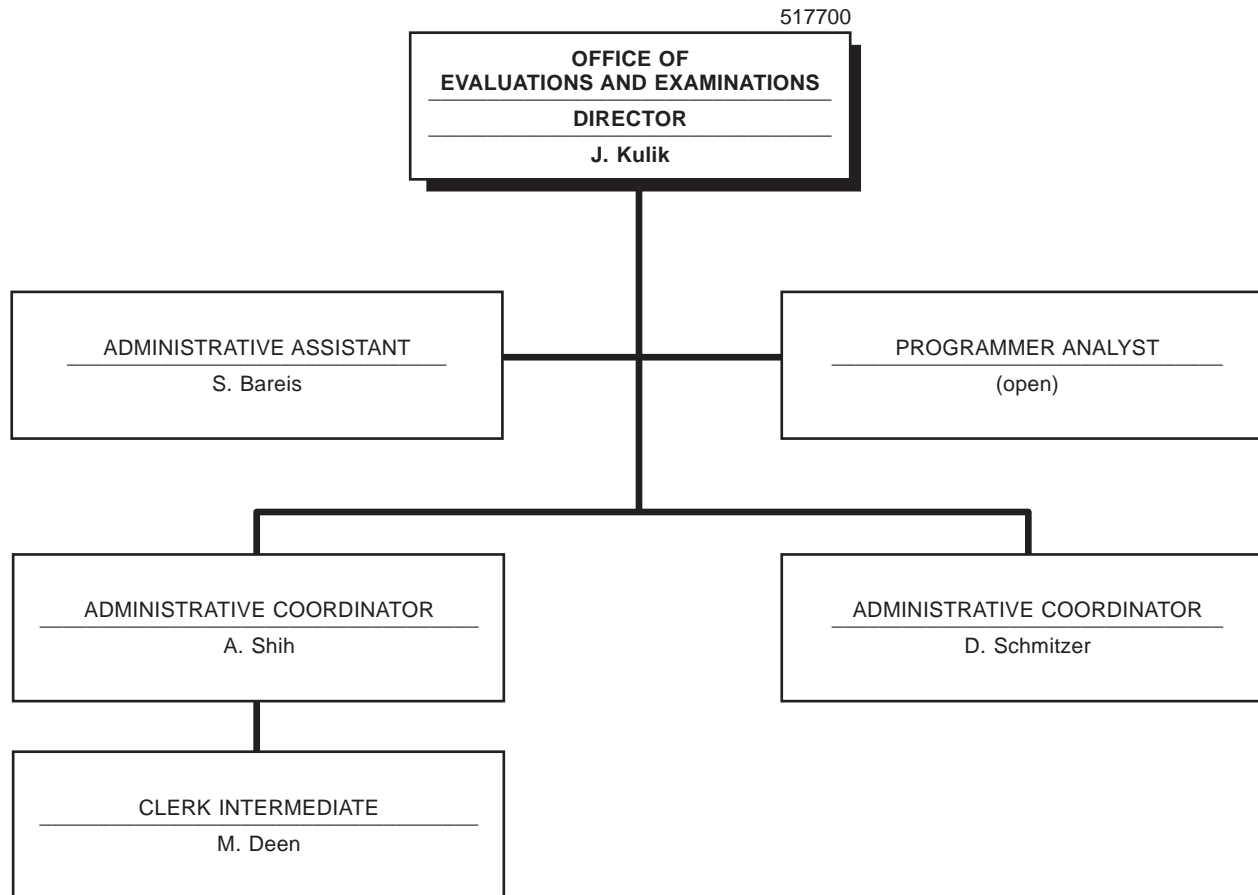 517700
OFFICE OF
EVALUATIONS AND EXAMINATIONS
DIRECTOR
J. Kulik
ADMINISTRATIVE ASSISTANT
S. Bareis
PROGRAMMER ANALYST
(open)
ADMINISTRATIVE COORDINATOR
A. Shih
ADMINISTRATIVE COORDINATOR
D. Schmitzer
CLERK INTERMEDIATE
M. Deen